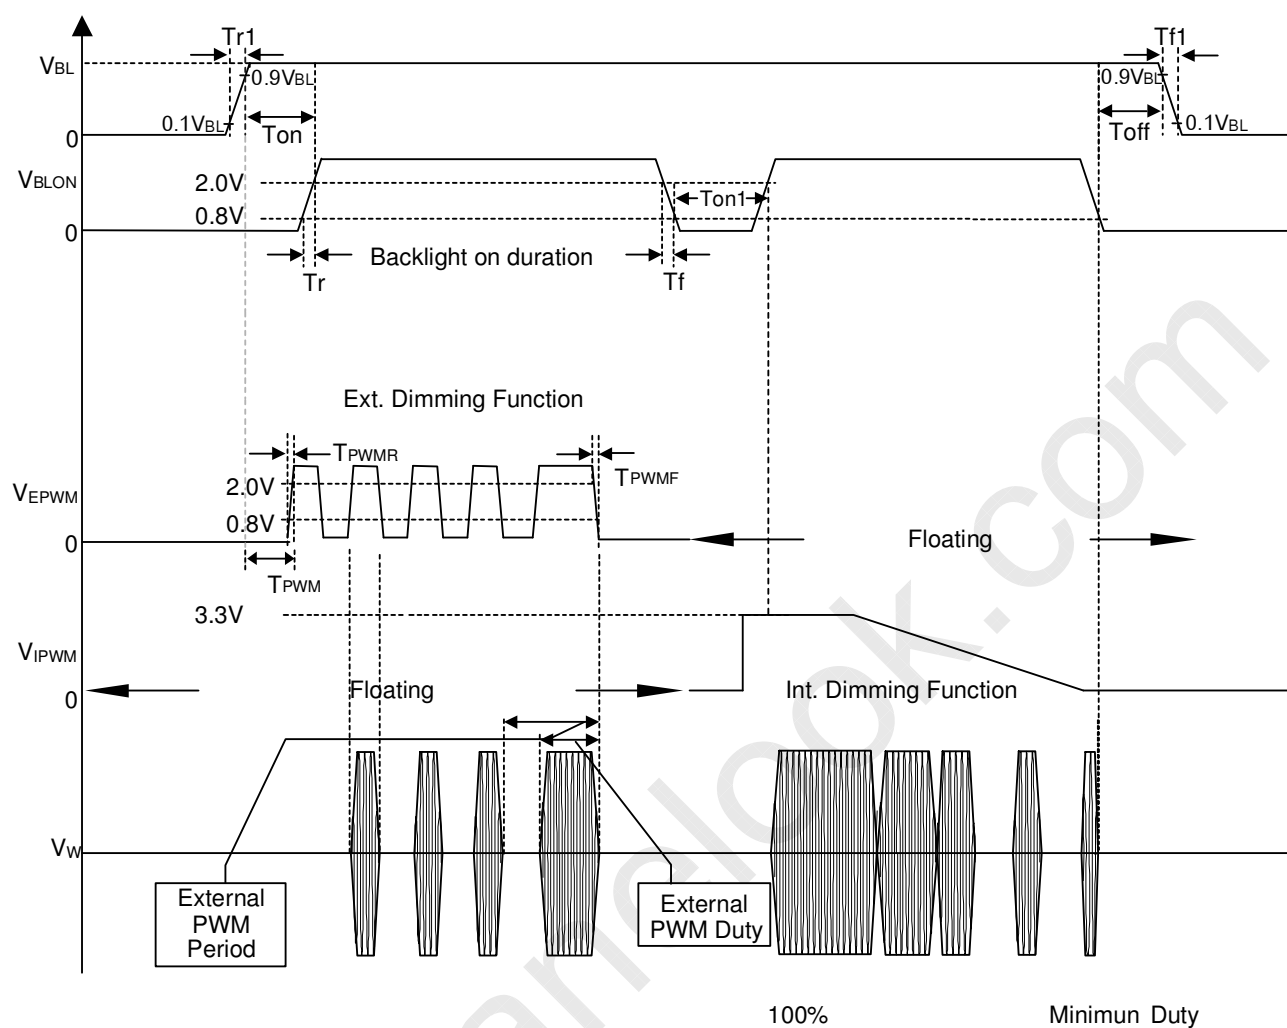 Tr1
Tf1
VBL
0.9VBL
0.9VBL
0.1VBL
Ton
Toff
0.1VBL
0
VBLON
2.0V
Ton1
0.8V
0
Backlight on duration
Tr
Tf
Ext. Dimming Function
TPWMR
TPWMF
VEPWM
2.0V
0.8V
0
Floating
TPWM
3.3V
VIPWM
0
Floating
Int. Dimming Function
VW
External
PWM
Period
External
PWM Duty
100%
Minimun Duty
anelook.com